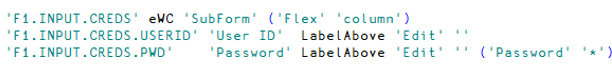 'F1.INPUT.CREDS' eWC 'SubForm' ('Flex' 'column')
'F1.INPUT.CREDS.USERID' 'User ID' LabelAbove 'Edit' ''
'F1.INPUT.CREDS.PWD' 'Password' LabelAbove 'Edit' '' ('Password' '*')